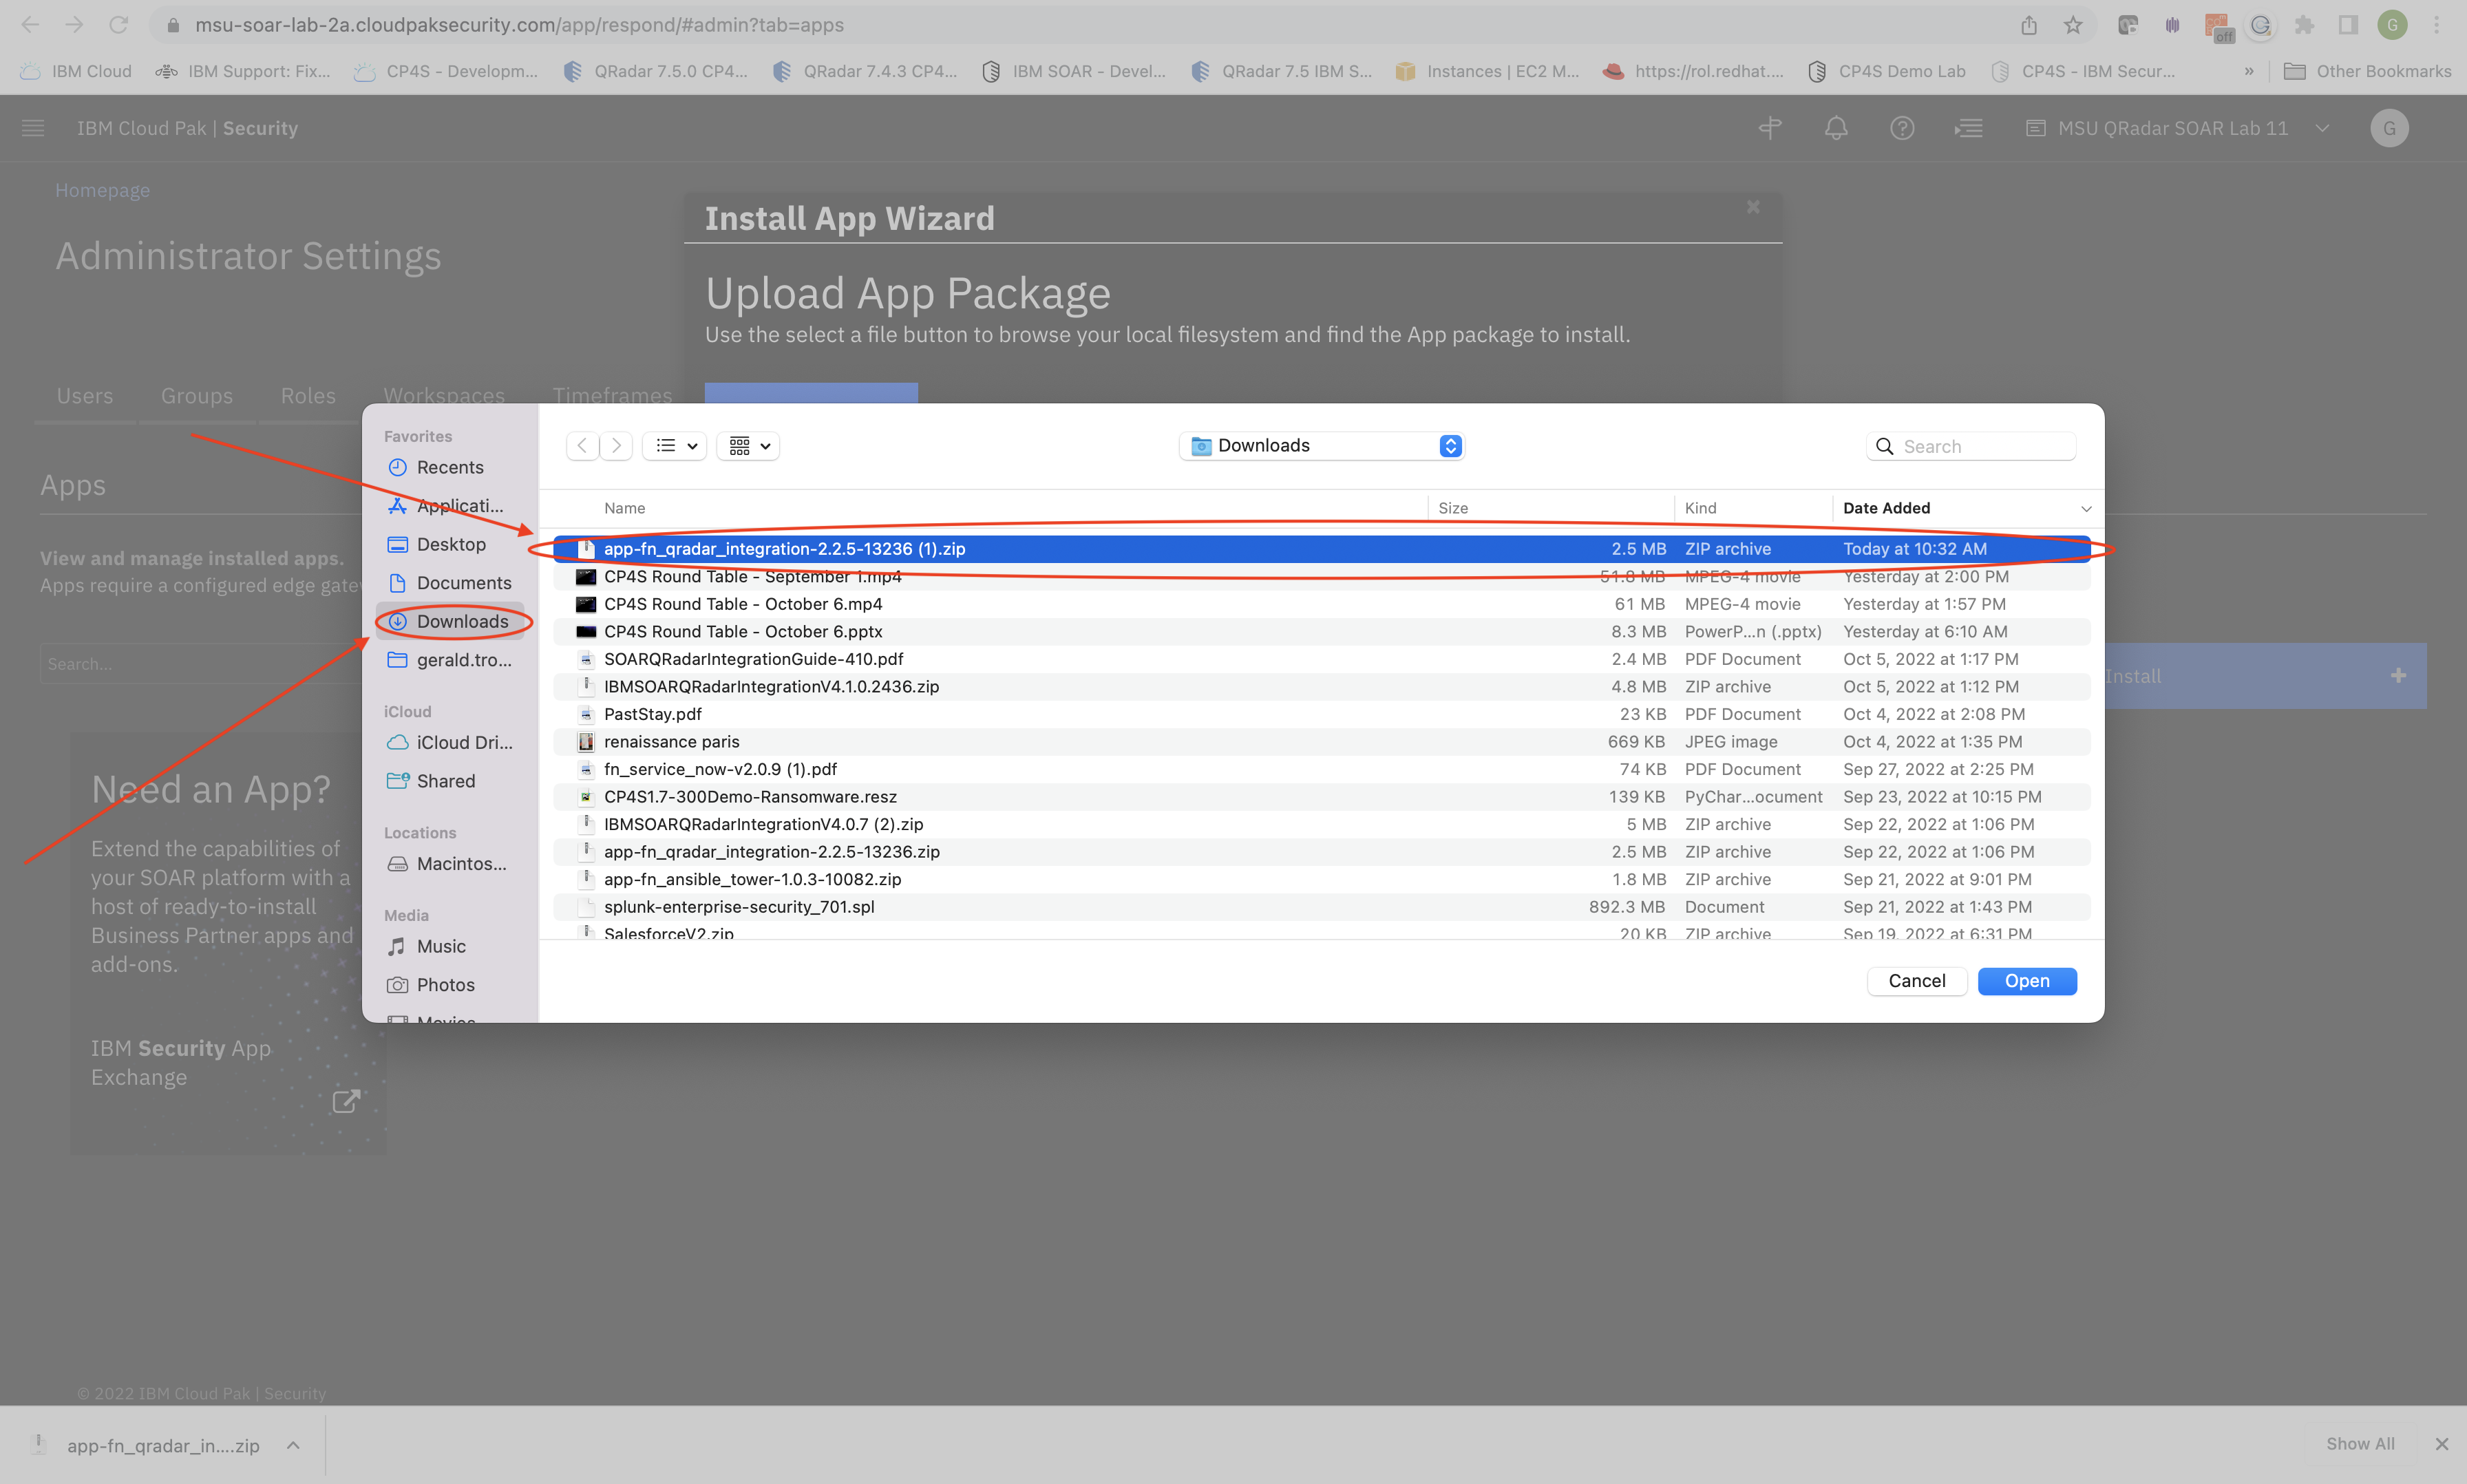 msu-soar-lab-2a.cloudpaksecurity.com/app/respond/#admin?tab=apps
off
G
IBM Cloud
IBM Support: Fix...
CP4S - Developm...
QRadar 7.5.0 CP4...
QRadar 7.4.3 CP4...
IBM SOAR - Devel...
QRadar 7.5 IBM S...
Instances | EC2 M...
https://rol.redhat....
CP4S Demo Lab
CP4S - IBM Secur...
»
Other Bookmarks
IBM Cloud Pak | Security
MSU QRadar SOAR Lab 11
G
Homepage
Administrator Settings
Install App Wizard
Upload App Package
Use the select a file button to browse your local filesystem and find the App package to install.
Users
Groups
Roles
Workspaces
Timeframes
Apps
View and manage installed apps.
Apps require a configured edge gatew
Search...
Install
Need an App?
Extend the capabilities of
your SOAR platform with a
host of ready-to-install
Business Partner apps and
add-ons.
IBM Security App
Exchange
Favorites
Recents
Applicati...
Desktop
Documents
Downloads
gerald.tro...
iCloud
iCloud Dri...
Shared
Locations
Macintos...
Media
Music
Photos
Movies
Downloads
Search
Name Size Kind Date Added
app-fn_qradar_integration-2.2.5-13236 (1).zip 2.5 MB ZIP archive Today at 10:32 AM
CP4S Round Table - September 1.mp4 51.8 MB MPEG-4 movie Yesterday at 2:00 PM
CP4S Round Table - October 6.mp4 61 MB MPEG-4 movie Yesterday at 1:57 PM
CP4S Round Table - October 6.pptx 8.3 MB PowerP...n (.pptx) Yesterday at 6:10 AM
SOARQRadarIntegrationGuide-410.pdf 2.4 MB PDF Document Oct 5, 2022 at 1:17 PM
IBMSOARQRadarIntegrationV4.1.0.2436.zip 4.8 MB ZIP archive Oct 5, 2022 at 1:12 PM
PastStay.pdf 23 KB PDF Document Oct 4, 2022 at 2:08 PM
renaissance paris 669 KB JPEG image Oct 4, 2022 at 1:35 PM
fn_service_now-v2.0.9 (1).pdf 74 KB PDF Document Sep 27, 2022 at 2:25 PM
CP4S1.7-300Demo-Ransomware.resz 139 KB PyChar...ocument Sep 23, 2022 at 10:15 PM
IBMSOARQRadarIntegrationV4.0.7 (2).zip 5 MB ZIP archive Sep 22, 2022 at 1:06 PM
app-fn_qradar_integration-2.2.5-13236.zip 2.5 MB ZIP archive Sep 22, 2022 at 1:06 PM
app-fn_ansible_tower-1.0.3-10082.zip 1.8 MB ZIP archive Sep 21, 2022 at 9:01 PM
splunk-enterprise-security_701.spl 892.3 MB Document Sep 21, 2022 at 1:43 PM
SalesforceV2.zip 20 KB ZIP archive Sep 19, 2022 at 6:31 PM
Cancel
Open
© 2022 IBM Cloud Pak | Security
app-fn_qradar_in....zip
Show All